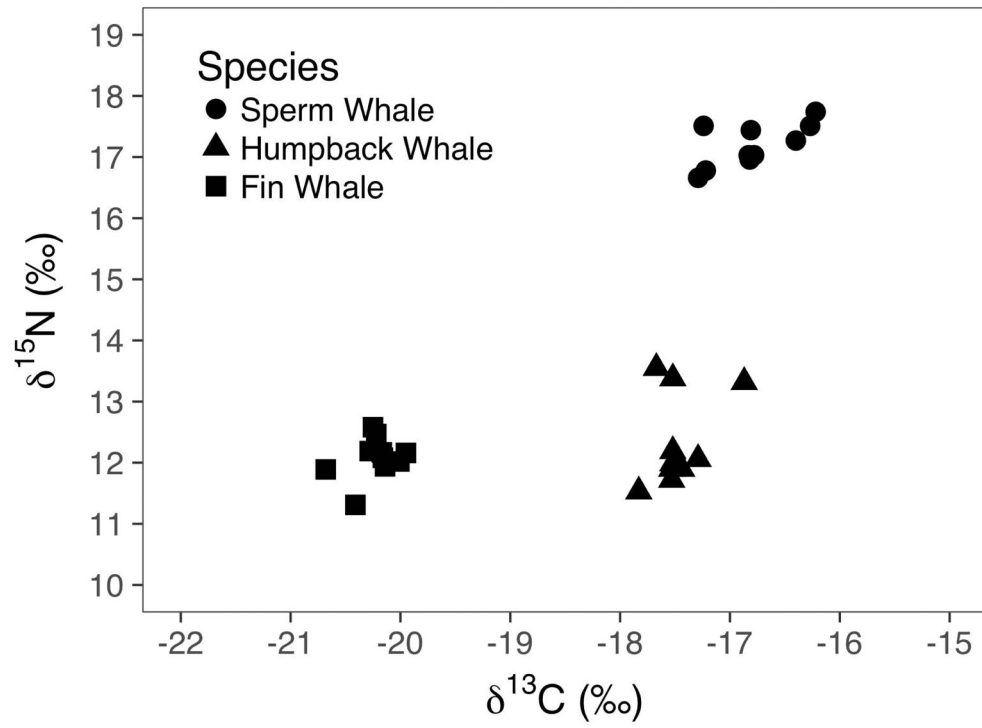 Species
Sperm Whale
Humpback Whale
Fin Whale
19
18
17
16
15
14
13
12
11
10
δ¹⁵N (‰)
-22 -21 -20 -19 -18 -17 -16 -15
δ¹³C (‰)